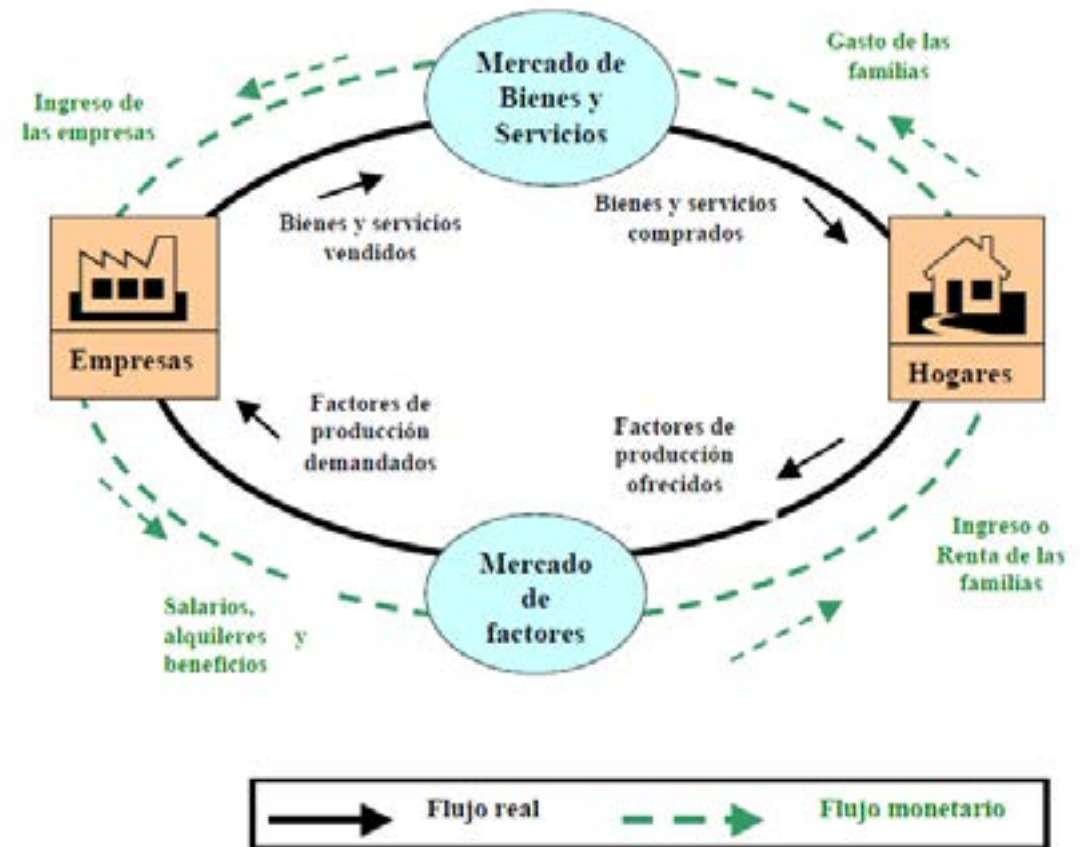 Mercado de
Bienes y
Servicios
Gasto de las
familias
Ingreso de
las empresas
Bienes y servicios
vendidos
Bienes y servicios
comprados
Empresas
Hogares
Factores de
producción
demandados
Factores de
producción
ofrecidos
Mercado
de
factores
Ingreso o
Renta de las
familias
Salarios,
alquileres y
beneficios
Flujo real
Flujo monetario